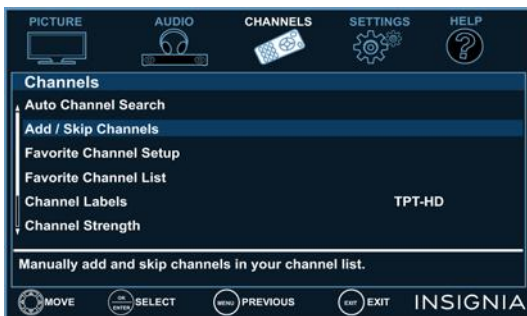 PICTURE AUDIO CHANNELS SETTINGS HELP
Channels
Auto Channel Search
Add / Skip Channels
Favorite Channel Setup
Favorite Channel List
Channel Labels TPT-HD
Channel Strength
Manually add and skip channels in your channel list.
MOVE OK ENTER SELECT MENU PREVIOUS EXIT EXIT INSIGNIA